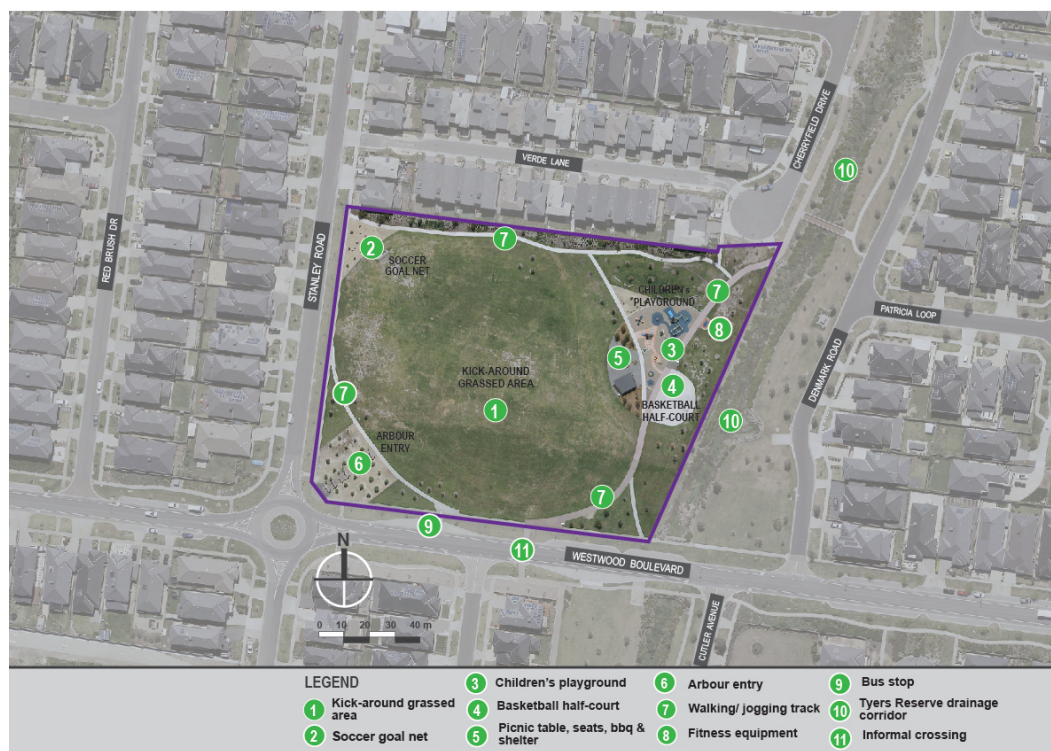 VERDE LANE
CHERRYFIELD DRIVE
10
RED BRUSH DR
STANLEY ROAD
2
SOCCER
GOAL NET
7
CHILDREN's
PLAYGROUND
7
8
PATRICIA LOOP
5
3
KICK-AROUND
GRASSED AREA
4
DENMARK ROAD
7
1
BASKETBALL
HALF-COURT
10
ARBOUR
ENTRY
6
7
9
11
WESTWOOD BOULEVARD
N
0 10 20 40 m
CUTLER AVENUE
LEGEND
1 Kick-around grassed
area
2 Soccer goal net
3 Children's playground
4 Basketball half-court
5 Picnic table, seats, bbq &
shelter
6 Arbour entry
7 Walking/ jogging track
8 Fitness equipment
9 Bus stop
10 Tyers Reserve drainage
corridor
11 Informal crossing